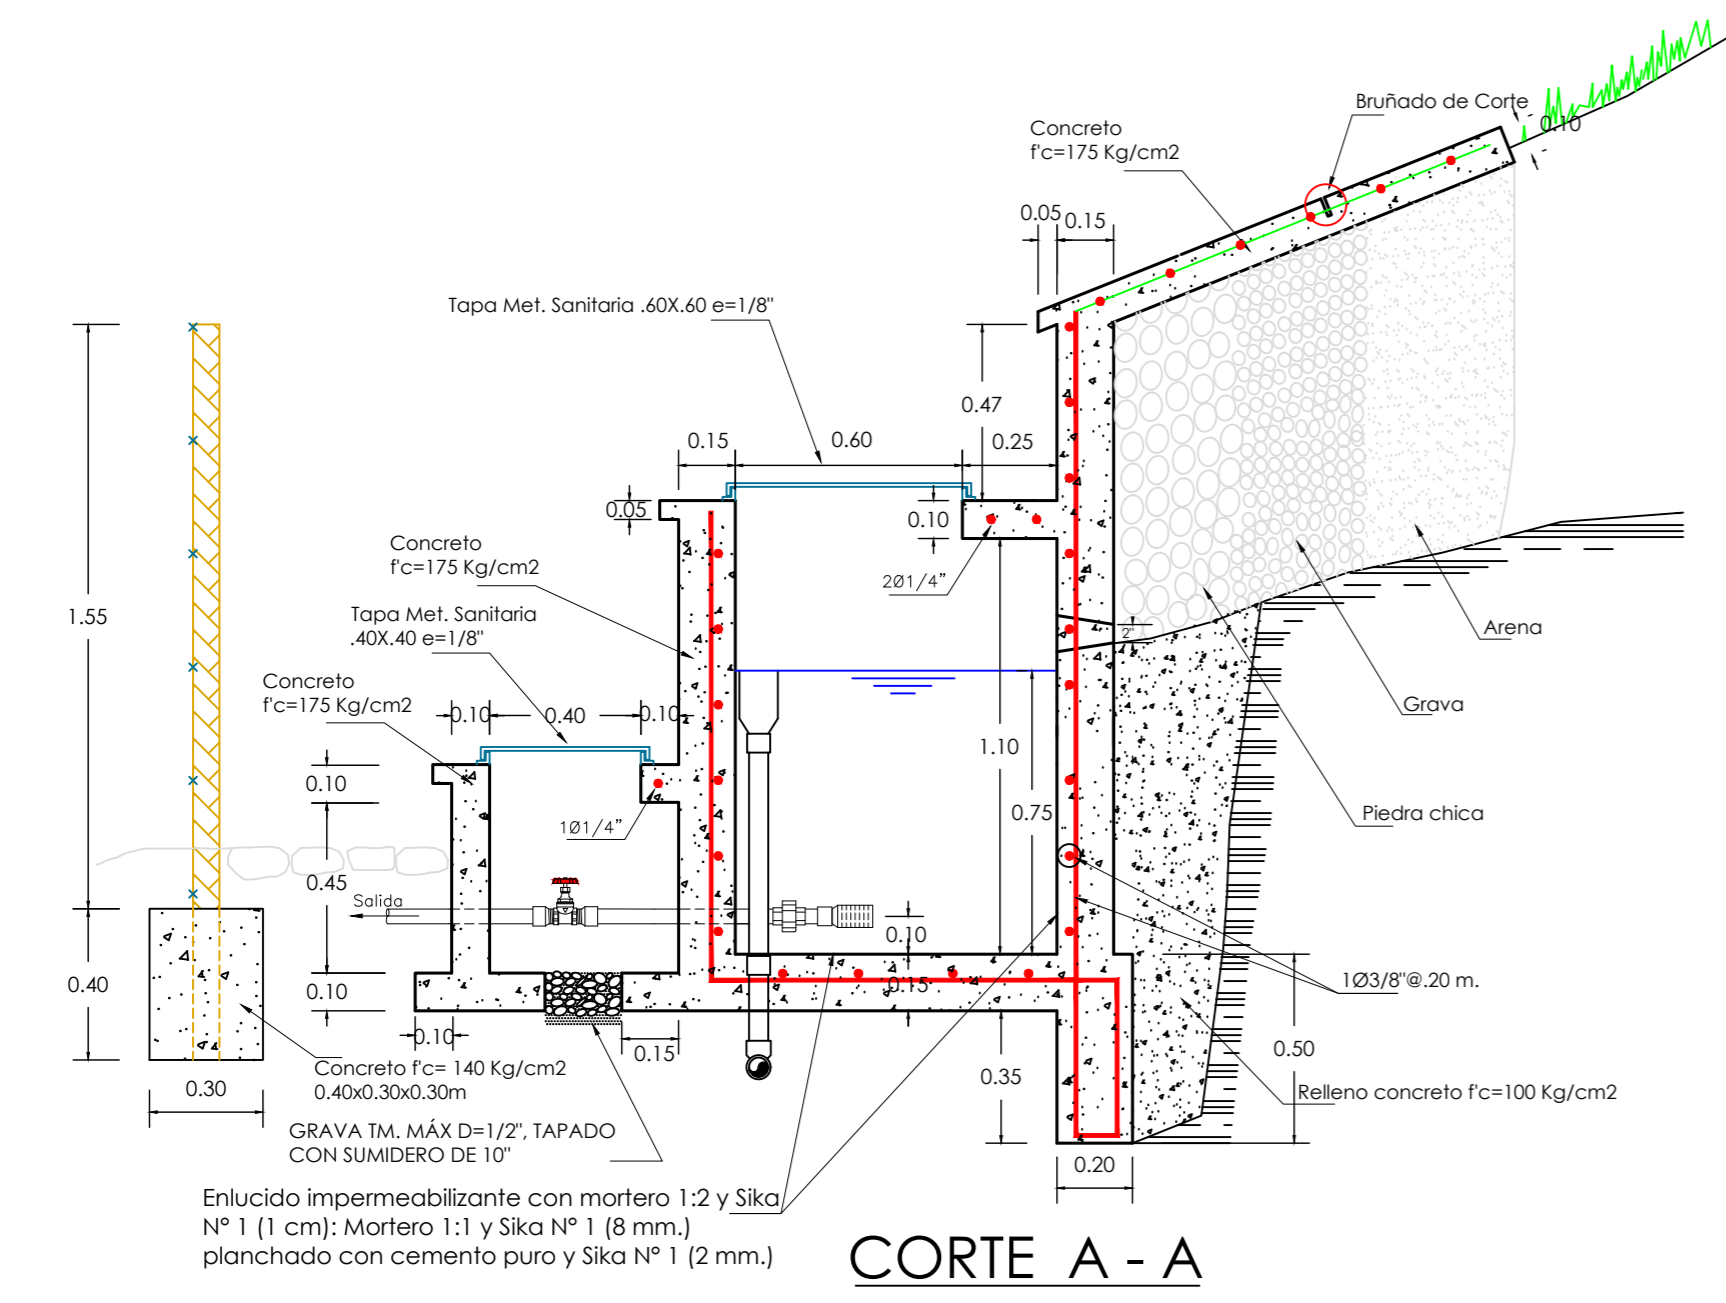 Bruñado de Corte
0.10
Concreto
f'c=175 Kg/cm2
0.05
0.15
Tapa Met. Sanitaria .60X.60 e=1/8"
0.47
0.15
0.60
0.25
0.05
0.10
Concreto
f'c=175 Kg/cm2
2Ø1/4"
Tapa Met. Sanitaria
.40X.40 e=1/8"
1.55
2"
Arena
Concreto
f'c=175 Kg/cm2
Grava
0.10
0.40
0.10
1.10
0.10
0.75
Piedra chica
1Ø1/4"
0.45
Salida
0.10
0.40
0.10
0.15
1Ø3/8"@.20 m.
0.10
0.15
0.50
Concreto f'c= 140 Kg/cm2
0.40x0.30x0.30m
0.30
0.35
Relleno concreto f'c=100 Kg/cm2
GRAVA TM. MÁX D=1/2", TAPADO
CON SUMIDERO DE 10"
0.20
Enlucido impermeabilizante con mortero 1:2 y Sika
N° 1 (1 cm): Mortero 1:1 y Sika N° 1 (8 mm.)
planchado con cemento puro y Sika N° 1 (2 mm.)
CORTE A - A